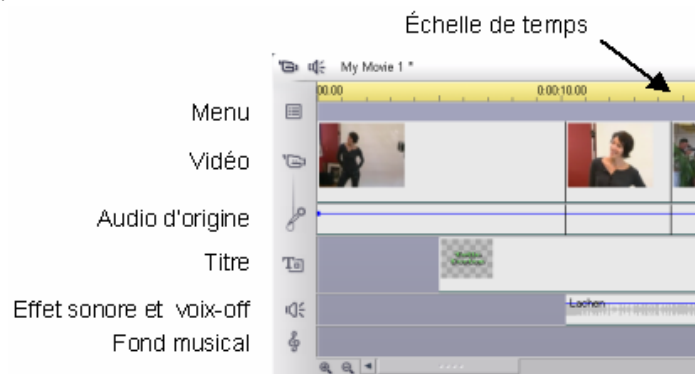 Échelle de temps
My Movie 1 *
00.00 0:00:10.00
Menu
Vidéo
Audio d'origine
Titre
Effet sonore et voix-off
Lachen
Fond musical